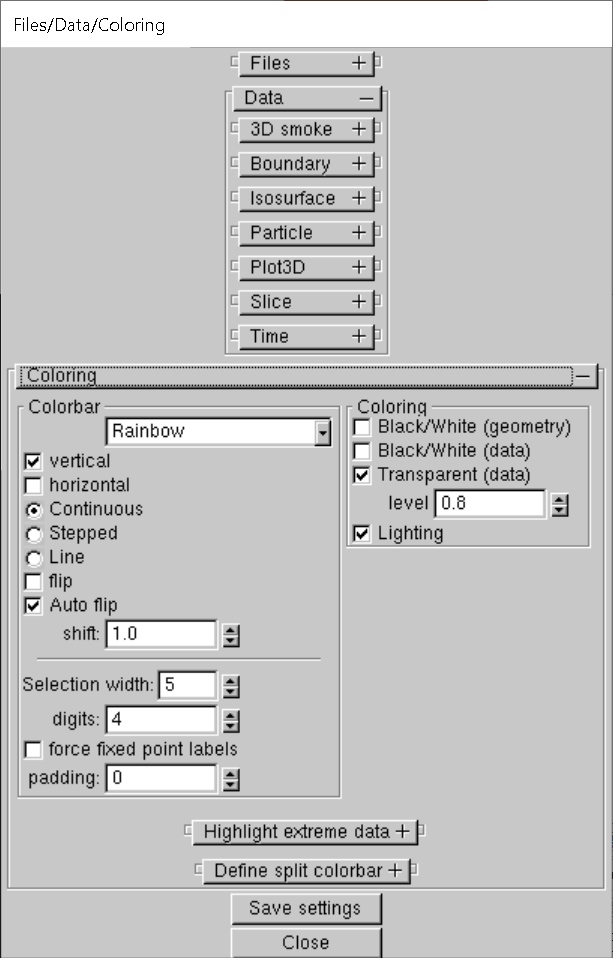 Files/Data/Coloring
Files +
Data −
3D smoke +
Boundary +
Isosurface +
Particle +
Plot3D +
Slice +
Time +
Coloring −
Colorbar
Rainbow
vertical
horizontal
Continuous
Stepped
Line
flip
Auto flip
shift: 1.0
Selection width: 5
digits: 4
force fixed point labels
padding: 0
Coloring
Black/White (geometry)
Black/White (data)
Transparent (data)
level 0.8
Lighting
Highlight extreme data +
Define split colorbar +
Save settings
Close